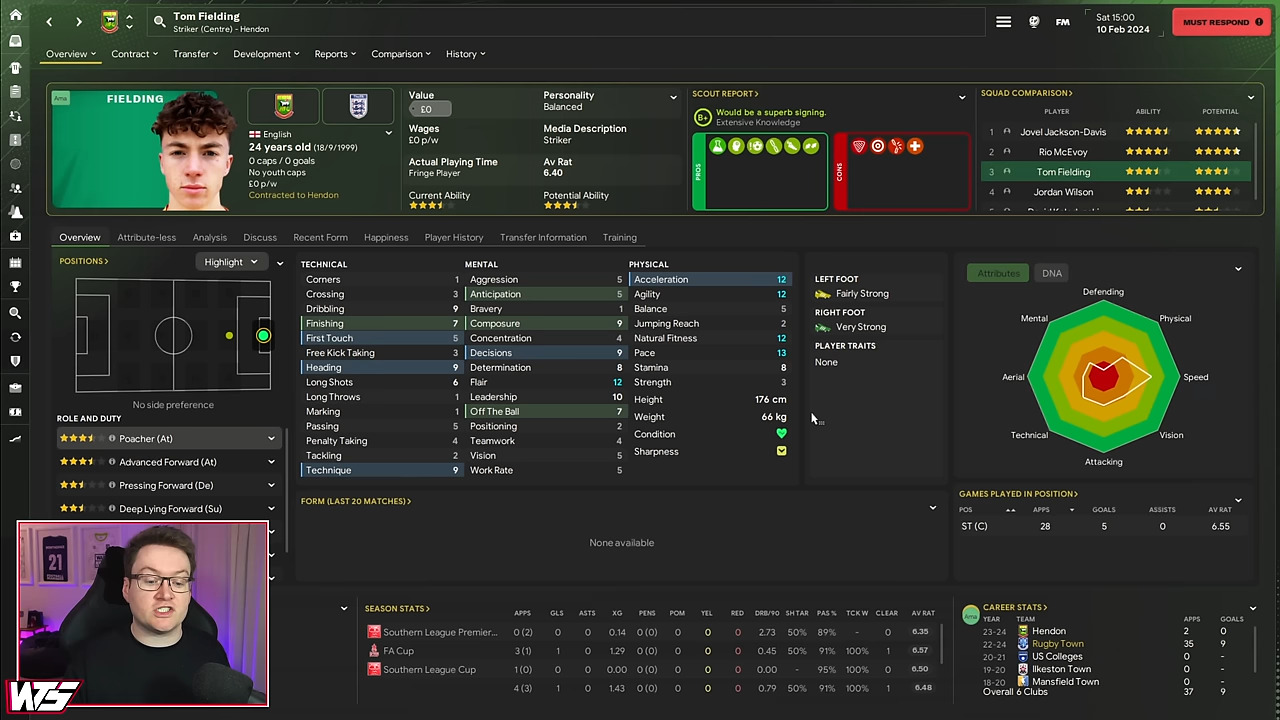 Tom Fielding
Striker (Centre) - Hendon
FM
Sat 15:00
10 Feb 2024
MUST RESPOND
Overview
Contract
Transfer
Development
Reports
Comparison
History
Ama
FIELDING
English
24 years old (18/9/1999)
0 caps / 0 goals
No youth caps
£0 p/w
Contracted to Hendon
Value
£0
Personality
Balanced
Wages
£0 p/w
Media Description
Striker
Actual Playing Time
Fringe Player
Av Rat
6.40
Current Ability
Potential Ability
SCOUT REPORT >
B+
Would be a superb signing.
Extensive Knowledge
PROS
CONS
SQUAD COMPARISON >
PLAYER ABILITY POTENTIAL
1 Jovel Jackson-Davis
2 Rio McEvoy
3 Tom Fielding
4 Jordan Wilson
Overview Attribute-less Analysis Discuss Recent Form Happiness Player History Transfer Information Training
POSITIONS >
Highlight
No side preference
ROLE AND DUTY
Poacher (At)
Advanced Forward (At)
Pressing Forward (De)
Deep Lying Forward (Su)
TECHNICAL
Corners 1
Crossing 3
Dribbling 9
Finishing 7
First Touch 5
Free Kick Taking 3
Heading 9
Long Shots 6
Long Throws 1
Marking 1
Passing 5
Penalty Taking 4
Tackling 2
Technique 9
MENTAL
Aggression 5
Anticipation 5
Bravery 1
Composure 9
Concentration 4
Decisions 9
Determination 8
Flair 12
Leadership 10
Off The Ball 7
Positioning 2
Teamwork 4
Vision 5
Work Rate 5
PHYSICAL
Acceleration 12
Agility 12
Balance 5
Jumping Reach 2
Natural Fitness 12
Pace 13
Stamina 8
Strength 3
Height 176 cm
Weight 66 kg
Condition
Sharpness
LEFT FOOT
Fairly Strong
RIGHT FOOT
Very Strong
PLAYER TRAITS
None
Attributes DNA
Defending
Mental
Physical
Aerial
Speed
Technical
Vision
Attacking
FORM (LAST 20 MATCHES) >
None available
GAMES PLAYED IN POSITION >
POS APPS GOALS ASSISTS AV RAT
ST (C) 28 5 0 6.55
21
SEASON STATS >
APPS GLS ASTS XG PENS POM YEL RED DRB/90 SH TAR PAS % TCK W CLEAR AV RAT
Southern League Premier... 0 (2) 0 0 0.14 0 (0) 0 0 0 2.73 50% 89% - 0 6.35
FA Cup 3 (1) 1 0 1.29 0 (0) 0 0 0 0.45 50% 91% 100% 1 6.57
Southern League Cup 1 (0) 0 0 0.00 0 (0) 0 0 0 0.00 - 95% 100% 0 6.50
4 (3) 1 0 1.43 0 (0) 0 0 0 0.79 50% 91% 100% 1 6.48
Ama
CAREER STATS >
YEAR TEAM APPS GOALS
23-24 Hendon 2 0
22-24 Rugby Town 35 9
20-21 US Colleges 0 -
19-20 Ilkeston Town 0 -
18-20 Mansfield Town 0 -
Overall 6 Clubs 37 9
WTS